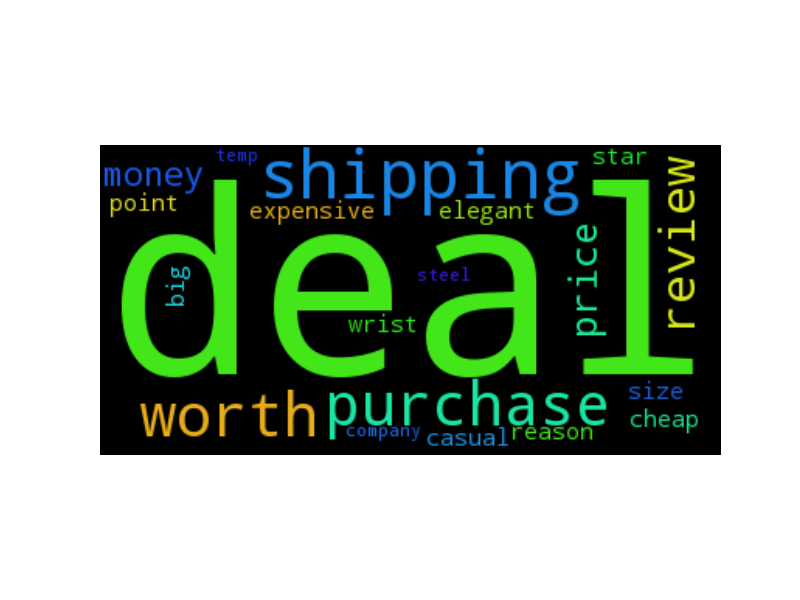 temp
shipping
star
money
review
point
expensive
elegant
deal
price
big
steel
wrist
purchase
size
worth
cheap
company
casual
reason